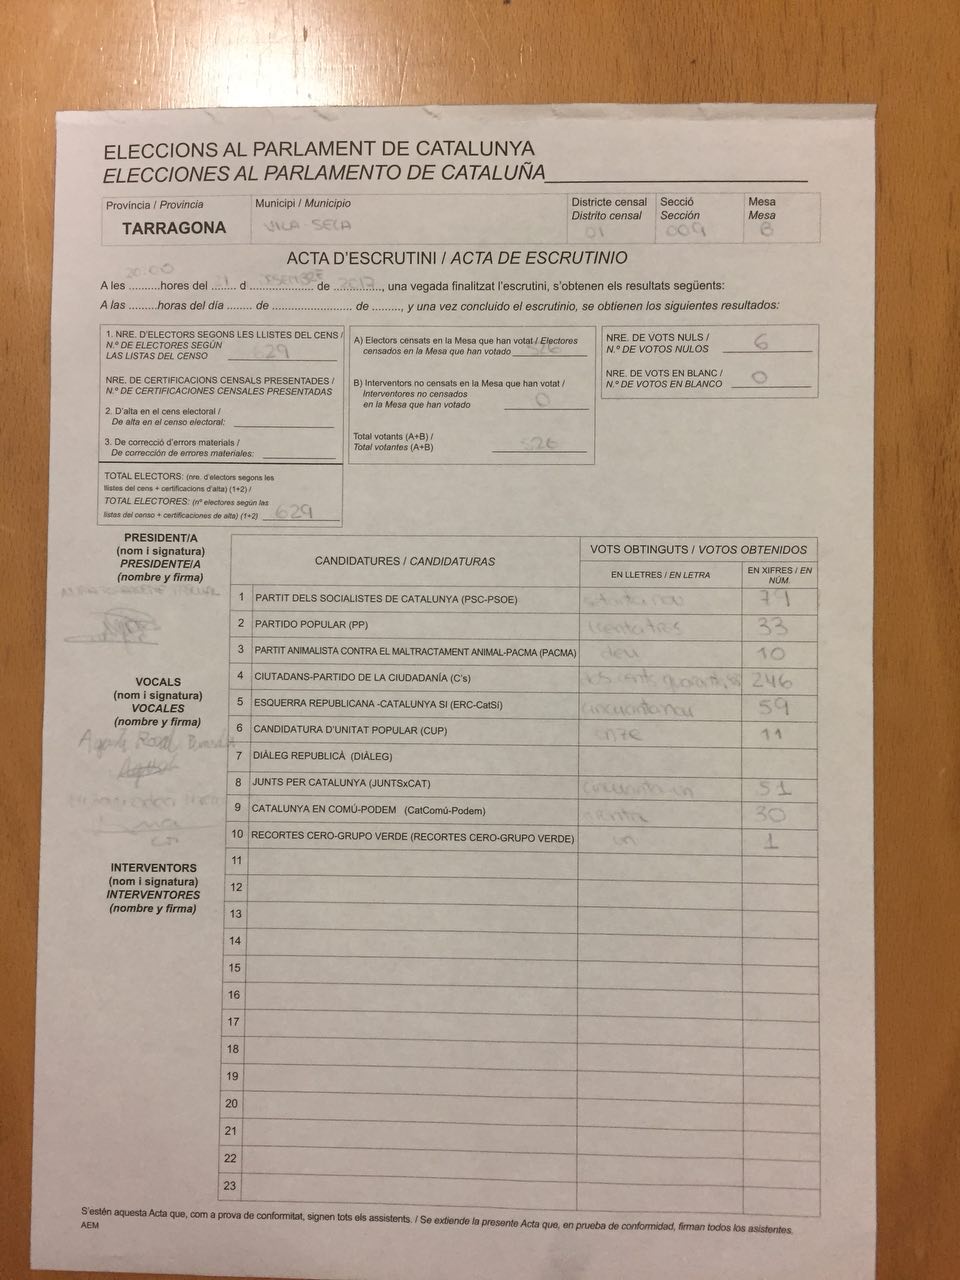 ELECCIONS AL PARLAMENT DE CATALUNYA
ELECCIONES AL PARLAMENTO DE CATALUÑA
Província / Provincia
TARRAGONA
Municipi / Municipio
VILA-SECA
Districte censal
Distrito censal
01
Secció
Sección
009
Mesa
Mesa
B
ACTA D'ESCRUTINI / ACTA DE ESCRUTINIO
20:00 2017
A les ..........hores del ...... d ...................... de .........., una vegada finalitzat l'escrutini, s'obtenen els resultats següents:
A las ........horas del día ....... de ........................ de ........, y una vez concluido el escrutinio, se obtienen los siguientes resultados:
1. NRE. D'ELECTORS SEGONS LES LLISTES DEL CENS /
N.º DE ELECTORES SEGÚN
LAS LISTAS DEL CENSO 629
NRE. DE CERTIFICACIONS CENSALS PRESENTADES /
N.º DE CERTIFICACIONES CENSALES PRESENTADAS
2. D'alta en el cens electoral /
De alta en el censo electoral:
3. De correcció d'errors materials /
De corrección de errores materiales:
TOTAL ELECTORS: (nre. d'electors segons les
llistes del cens + certificacions d'alta) (1+2) /
TOTAL ELECTORES: (nº electores según las
listas del censo + certificaciones de alta) (1+2) 629
A) Electors censats en la Mesa que han votat / Electores
censados en la Mesa que han votado 526
B) Interventors no censats en la Mesa que han votat /
Interventores no censados
en la Mesa que han votado 0
Total votants (A+B) /
Total votantes (A+B) 526
NRE. DE VOTS NULS /
N.º DE VOTOS NULOS 6
NRE. DE VOTS EN BLANC /
N.º DE VOTOS EN BLANCO 0
PRESIDENT/A
(nom i signatura)
PRESIDENTE/A
(nombre y firma)
VOCALS
(nom i signatura)
VOCALES
(nombre y firma)
INTERVENTORS
(nom i signatura)
INTERVENTORES
(nombre y firma)
CANDIDATURES / CANDIDATURAS
VOTS OBTINGUTS / VOTOS OBTENIDOS
EN LLETRES / EN LETRA
EN XIFRES / EN
NÚM.
1 PARTIT DELS SOCIALISTES DE CATALUNYA (PSC-PSOE) setanta nou 79
2 PARTIDO POPULAR (PP) trenta tres 33
3 PARTIT ANIMALISTA CONTRA EL MALTRACTAMENT ANIMAL-PACMA (PACMA) deu 10
4 CIUTADANS-PARTIDO DE LA CIUDADANÍA (C's) 246
5 ESQUERRA REPUBLICANA -CATALUNYA SI (ERC-CatSí) cincuanta nou 59
6 CANDIDATURA D'UNITAT POPULAR (CUP) onze 11
7 DIÀLEG REPUBLICÀ (DIÀLEG)
8 JUNTS PER CATALUNYA (JUNTSxCAT) cincuanta un 51
9 CATALUNYA EN COMÚ-PODEM (CatComú-Podem) trenta 30
10 RECORTES CERO-GRUPO VERDE (RECORTES CERO-GRUPO VERDE) un 1
11
12
13
14
15
16
17
18
19
20
21
22
23
S'estén aquesta Acta que, com a prova de conformitat, signen tots els assistents. / Se extiende la presente Acta que, en prueba de conformidad, firman todos los asistentes.
AEM